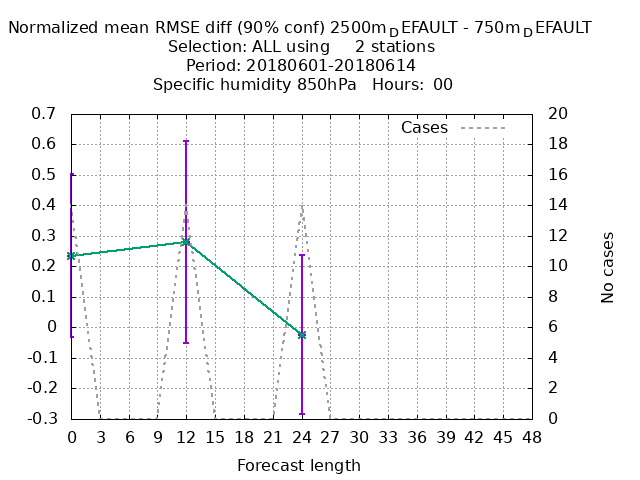 Normalized mean RMSE diff (90% conf) 2500mDEFAULT - 750mDEFAULT
Selection: ALL using     2 stations
Period: 20180601-20180614
Specific humidity 850hPa   Hours: 00
Cases
0.7
0.6
0.5
0.4
0.3
0.2
0.1
0
-0.1
-0.2
-0.3
20
18
16
14
12
10
8
6
4
2
0
No cases
0 3 6 9 12 15 18 21 24 27 30 33 36 39 42 45 48
Forecast length